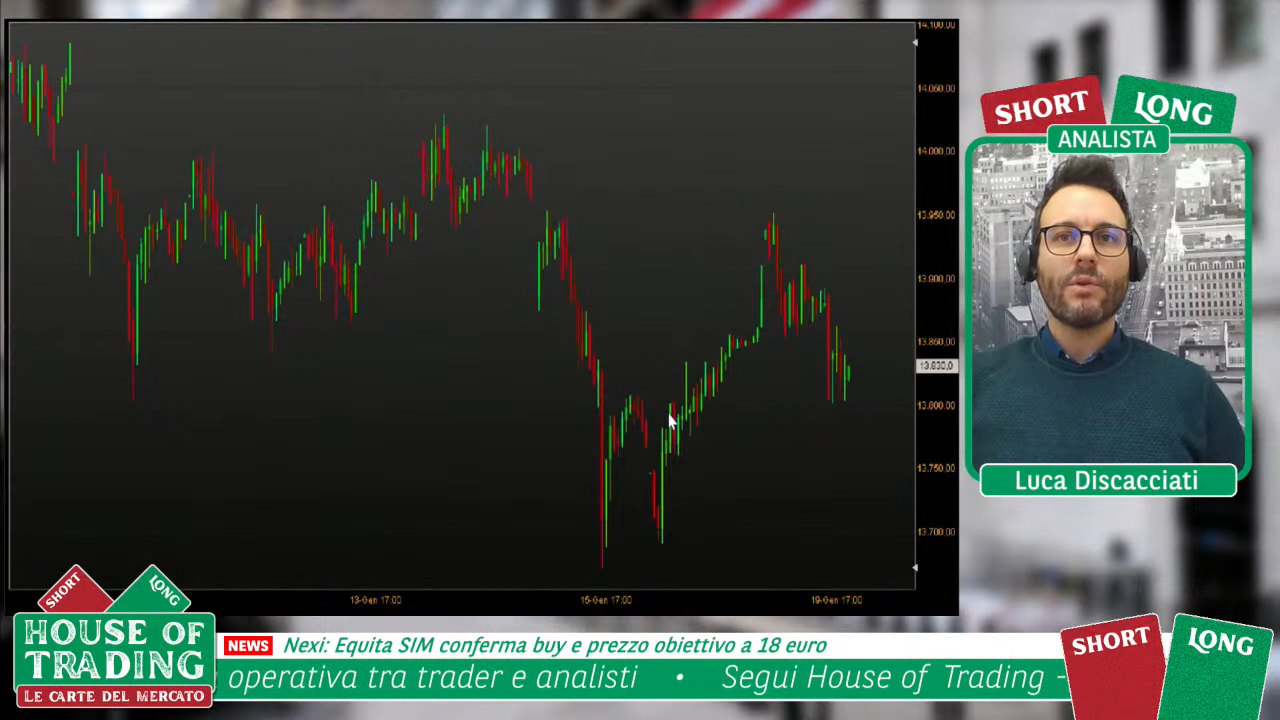 14.100,00
14.050,00
14.000,00
13.950,00
13.900,00
13.850,00
13.830,0
13.800,00
13.750,00
13.700,00
13-Gen 17:00
15-Gen 17:00
19-Gen 17:00
SHORT
LONG
ANALISTA
Luca Discacciati
SHORT
LONG
HOUSE OF
TRADING
LE CARTE DEL MERCATO
NEWS Nexi: Equita SIM conferma buy e prezzo obiettivo a 18 euro
operativa tra trader e analisti • Segui House of Trading -
SHORT
LONG